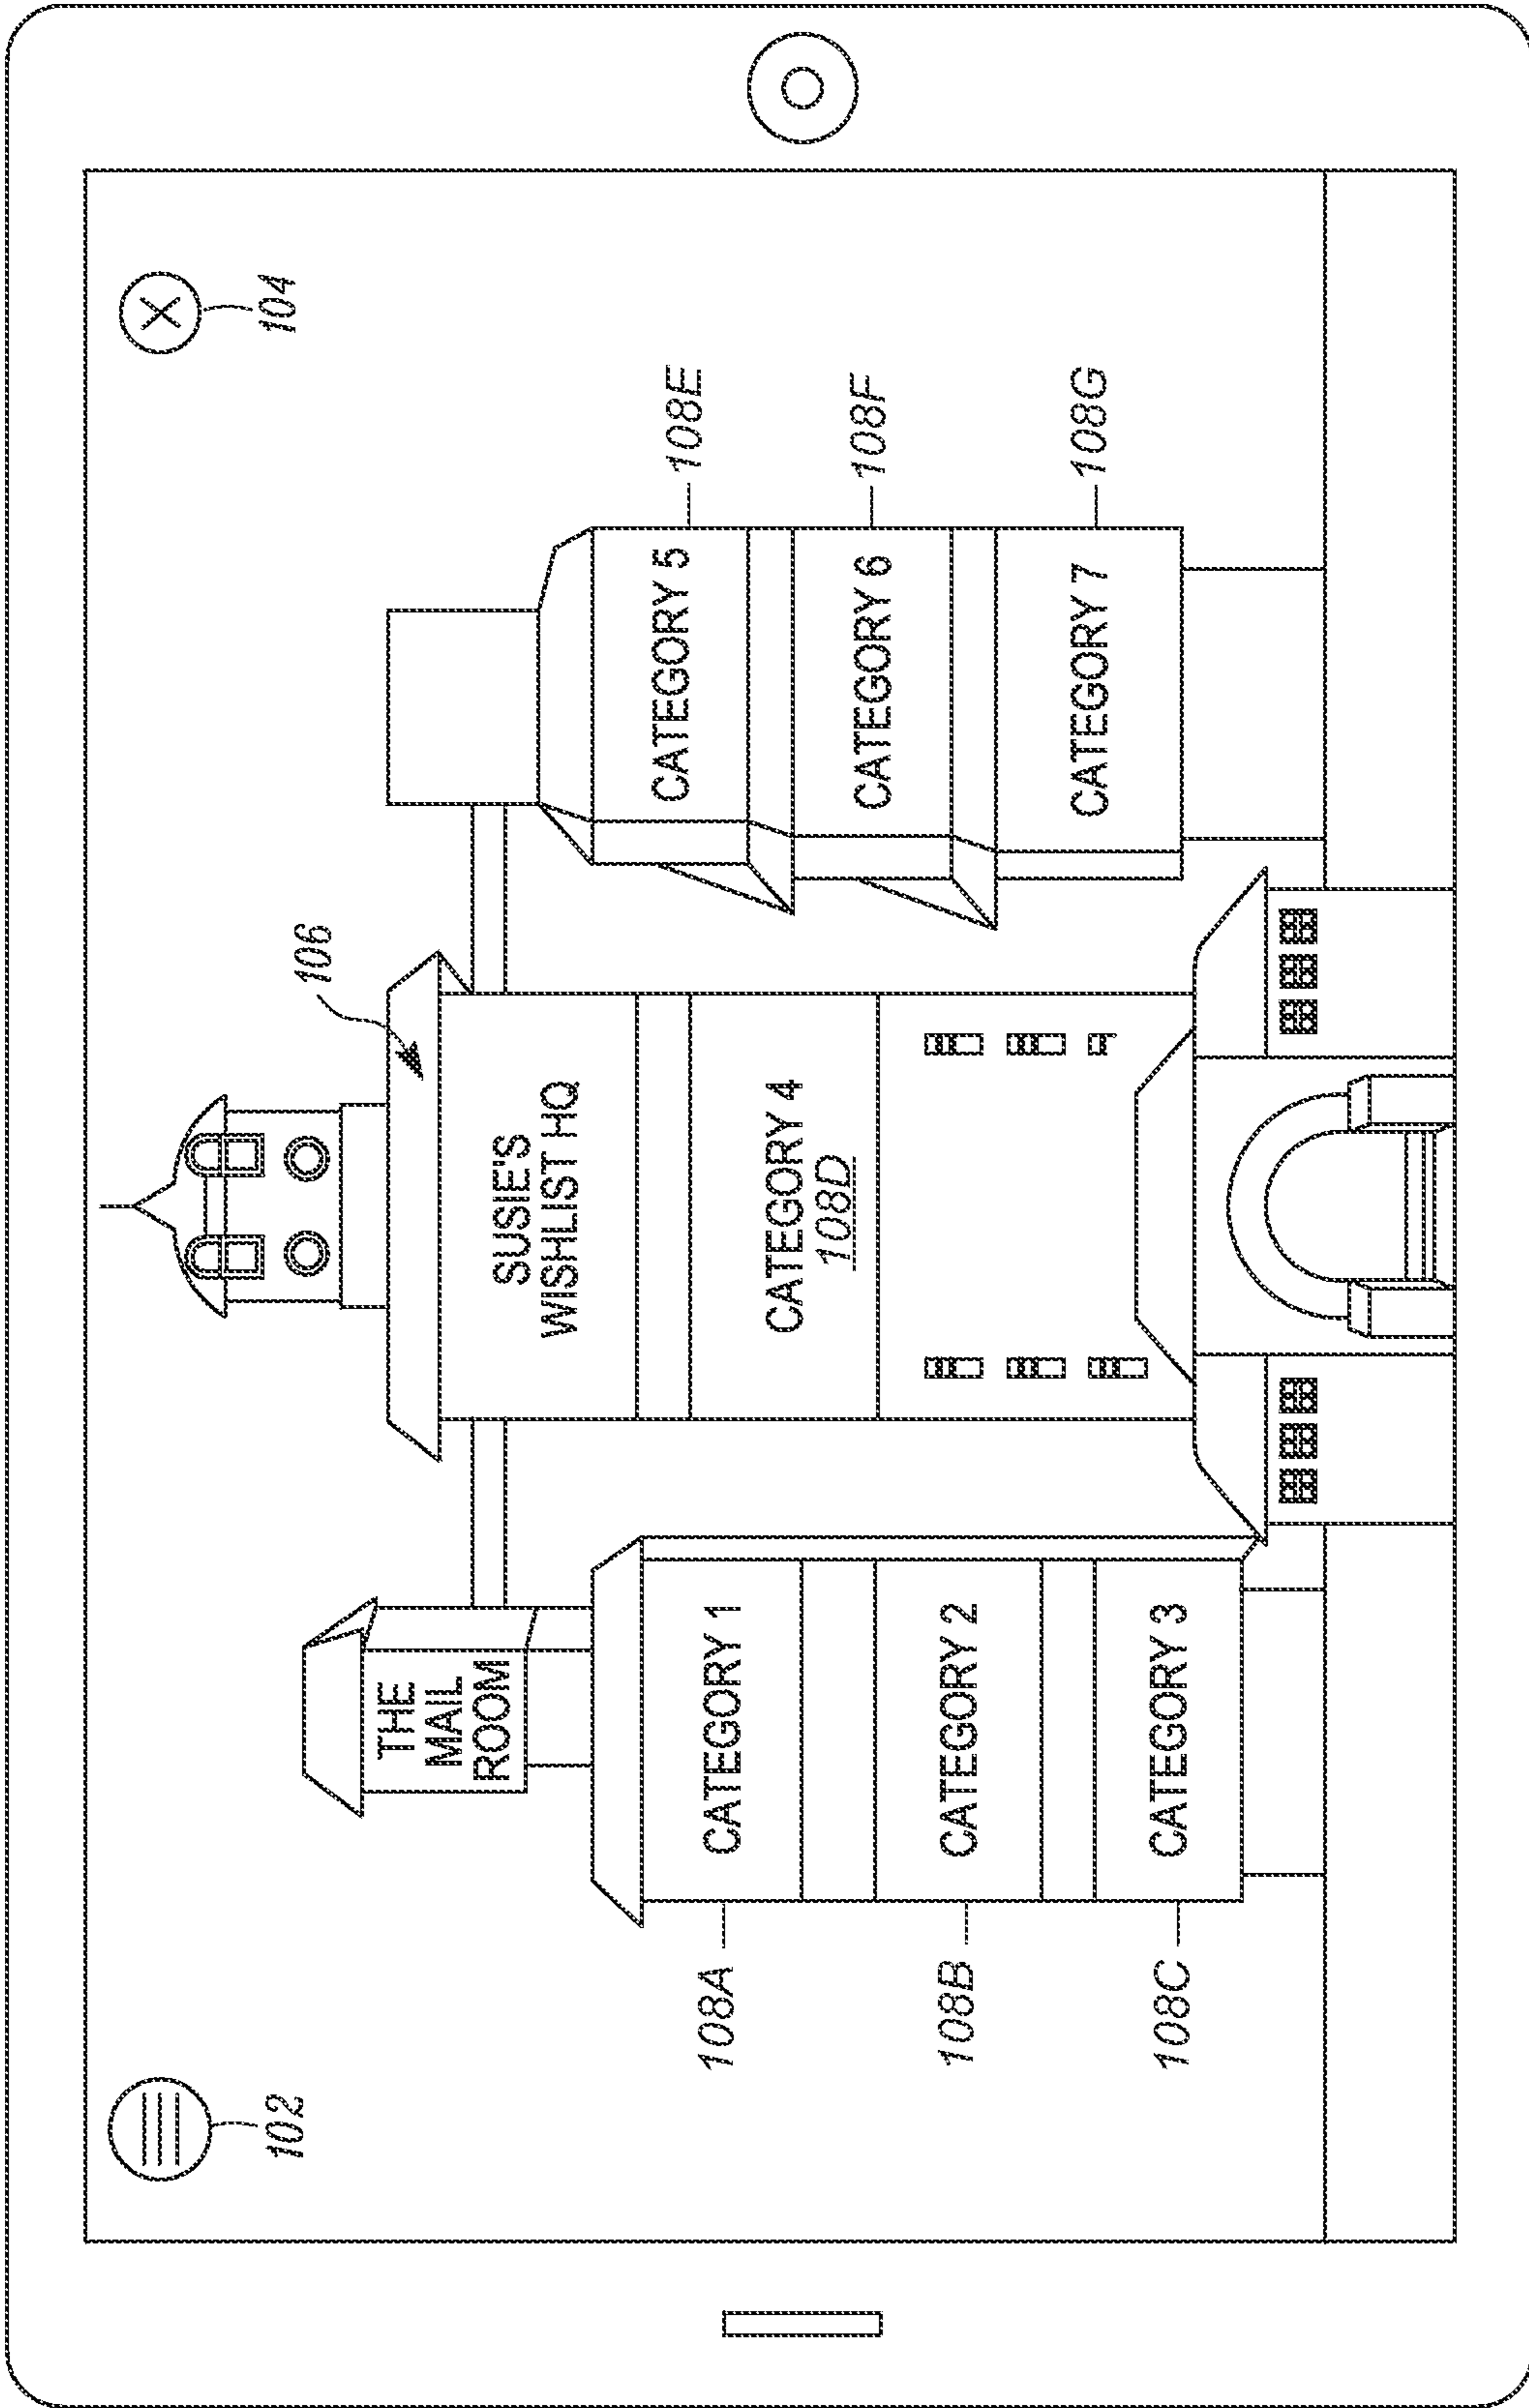 102
104
106
THE
MAIL
ROOM
SUSIE'S
WISHLIST HQ
108A
CATEGORY 1
108B
CATEGORY 2
108C
CATEGORY 3
CATEGORY 4
108D
CATEGORY 5
108E
CATEGORY 6
108F
CATEGORY 7
108G